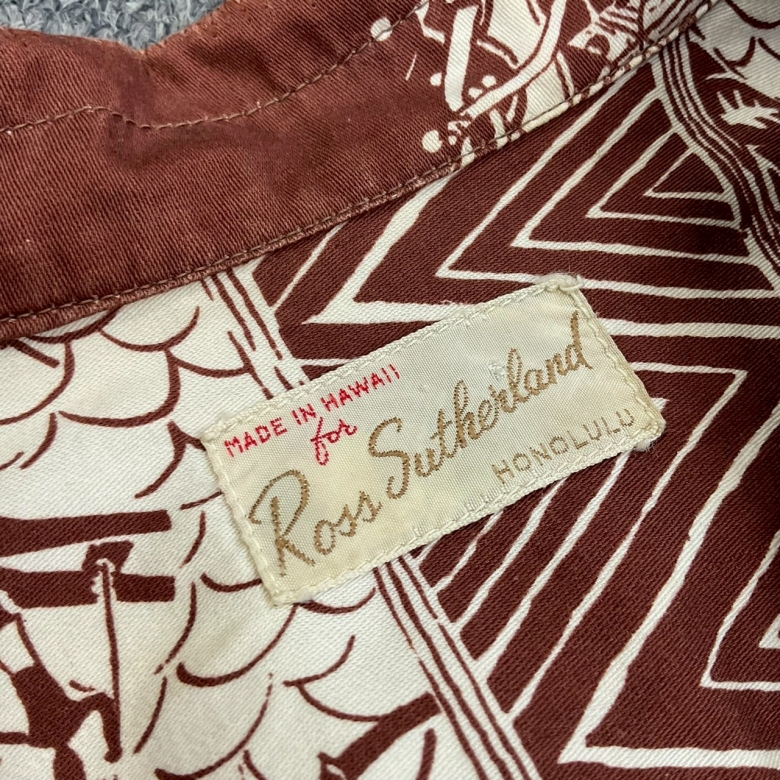 MADE IN HAWAII
for
Ross Sutherland
HONOLULU